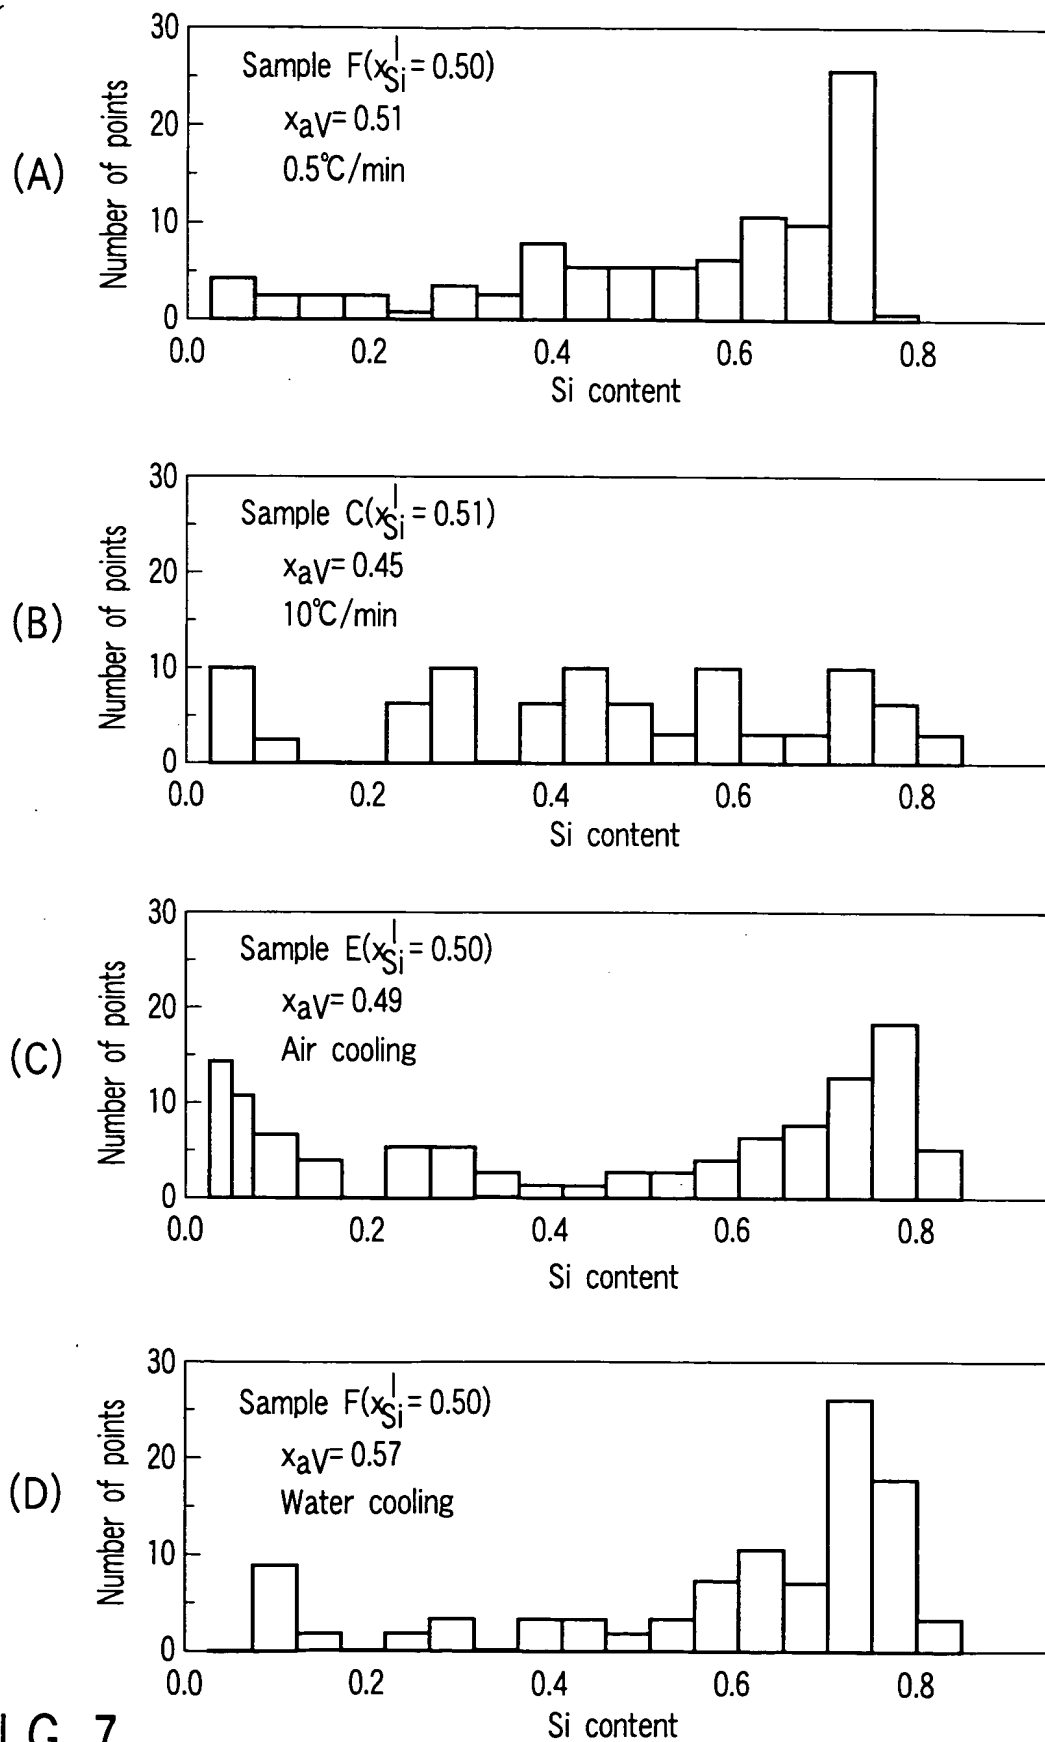 (A)
Number of points
30
20
10
0
Sample F(x^l_Si = 0.50)
xav= 0.51
0.5℃/min
0.0 0.2 0.4 0.6 0.8
Si content
(B)
Number of points
30
20
10
0
Sample C(x^l_Si = 0.51)
xav= 0.45
10℃/min
0.0 0.2 0.4 0.6 0.8
Si content
(C)
Number of points
30
20
10
0
Sample E(x^l_Si = 0.50)
xav= 0.49
Air cooling
0.0 0.2 0.4 0.6 0.8
Si content
(D)
Number of points
30
20
10
0
Sample F(x^l_Si = 0.50)
xav= 0.57
Water cooling
0.0 0.2 0.4 0.6 0.8
Si content
I G. 7